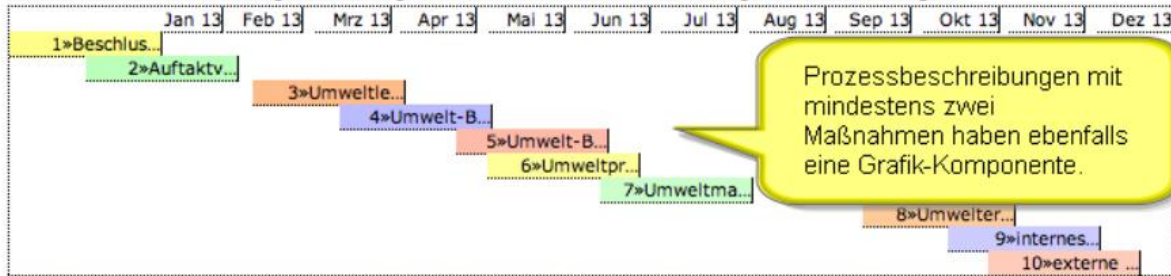 Jan 13 Feb 13 Mrz 13 Apr 13 Mai 13 Jun 13 Jul 13 Aug 13 Sep 13 Okt 13 Nov 13 Dez 13
1»Beschlus...
2»Auftaktv...
3»Umweltle...
4»Umwelt-B...
5»Umwelt-B...
6»Umweltpr...
7»Umweltma...
8»Umwelter...
9»internes...
10»externe ...
Prozessbeschreibungen mit
mindestens zwei
Maßnahmen haben ebenfalls
eine Grafik-Komponente.